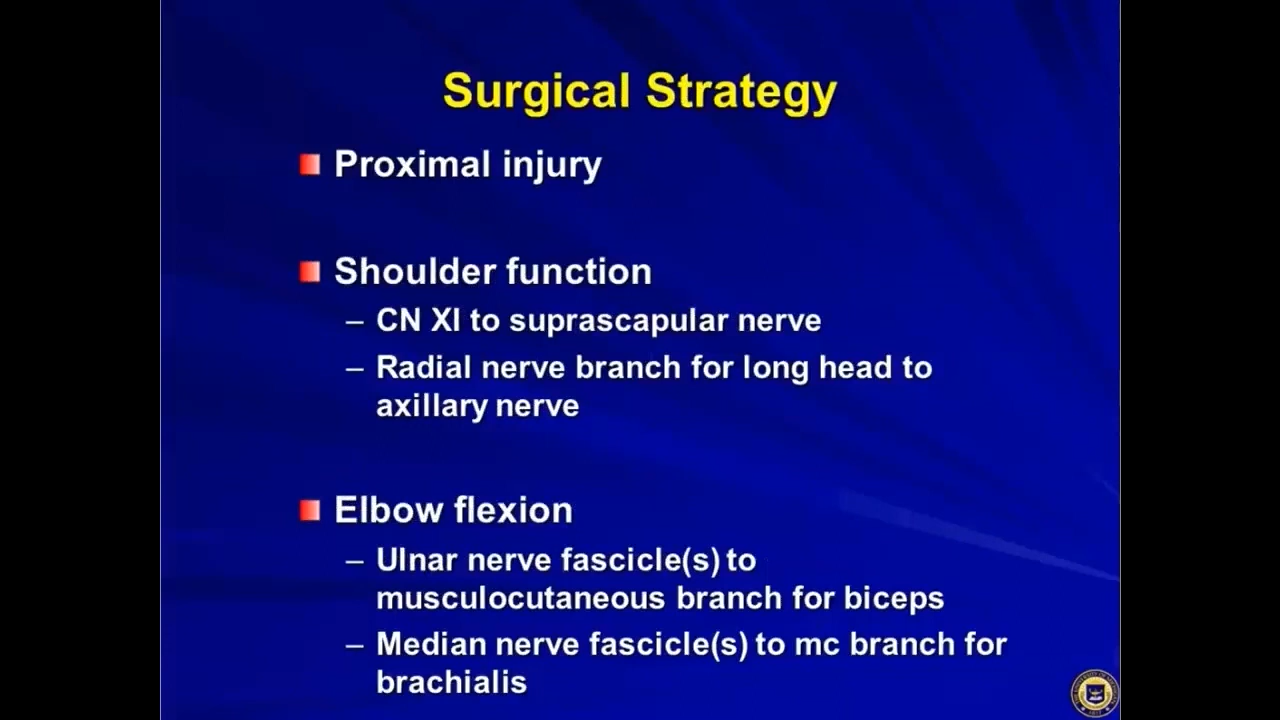 Surgical Strategy
Proximal injury
Shoulder function
– CN XI to suprascapular nerve
– Radial nerve branch for long head to
axillary nerve
Elbow flexion
– Ulnar nerve fascicle(s) to
musculocutaneous branch for biceps
– Median nerve fascicle(s) to mc branch for
brachialis